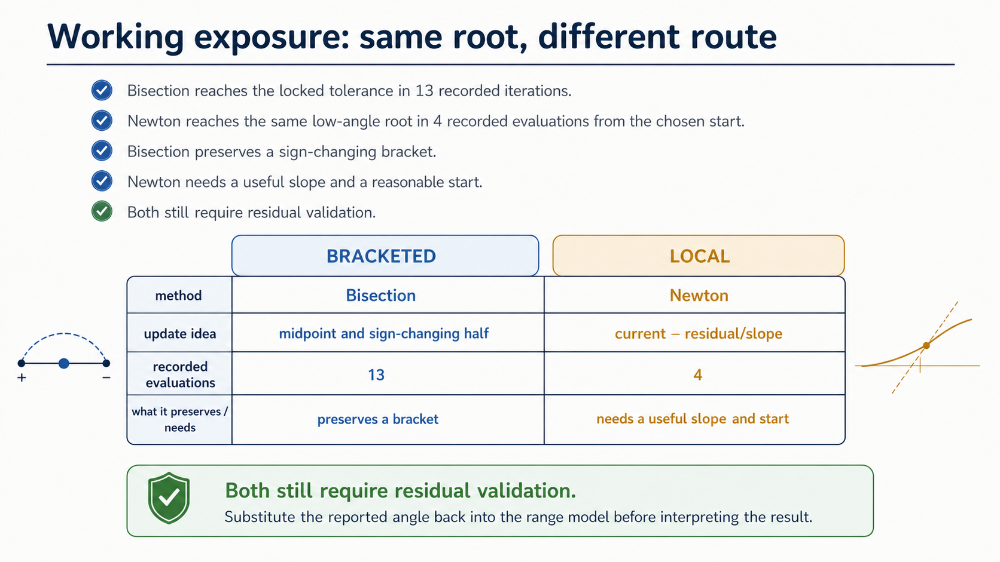 Working exposure: same root, different route
Bisection reaches the locked tolerance in 13 recorded iterations.
Newton reaches the same low-angle root in 4 recorded evaluations from the chosen start.
Bisection preserves a sign-changing bracket.
Newton needs a useful slope and a reasonable start.
Both still require residual validation.
BRACKETED
LOCAL
method
Bisection
Newton
update idea
midpoint and sign-changing half
current – residual/slope
recorded
evaluations
13
4
what it preserves /
needs
preserves a bracket
needs a useful slope and start
+
−
Both still require residual validation.
Substitute the reported angle back into the range model before interpreting the result.